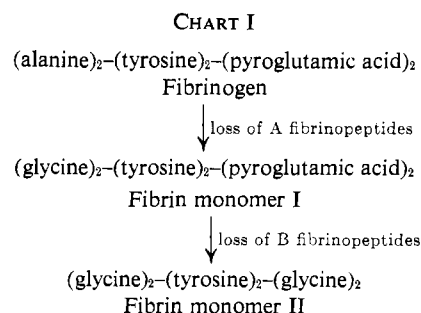 CHART I
(alanine)₂–(tyrosine)₂–(pyroglutamic acid)₂
Fibrinogen
loss of A fibrinopeptides
(glycine)₂–(tyrosine)₂–(pyroglutamic acid)₂
Fibrin monomer I
loss of B fibrinopeptides
(glycine)₂–(tyrosine)₂–(glycine)₂
Fibrin monomer II